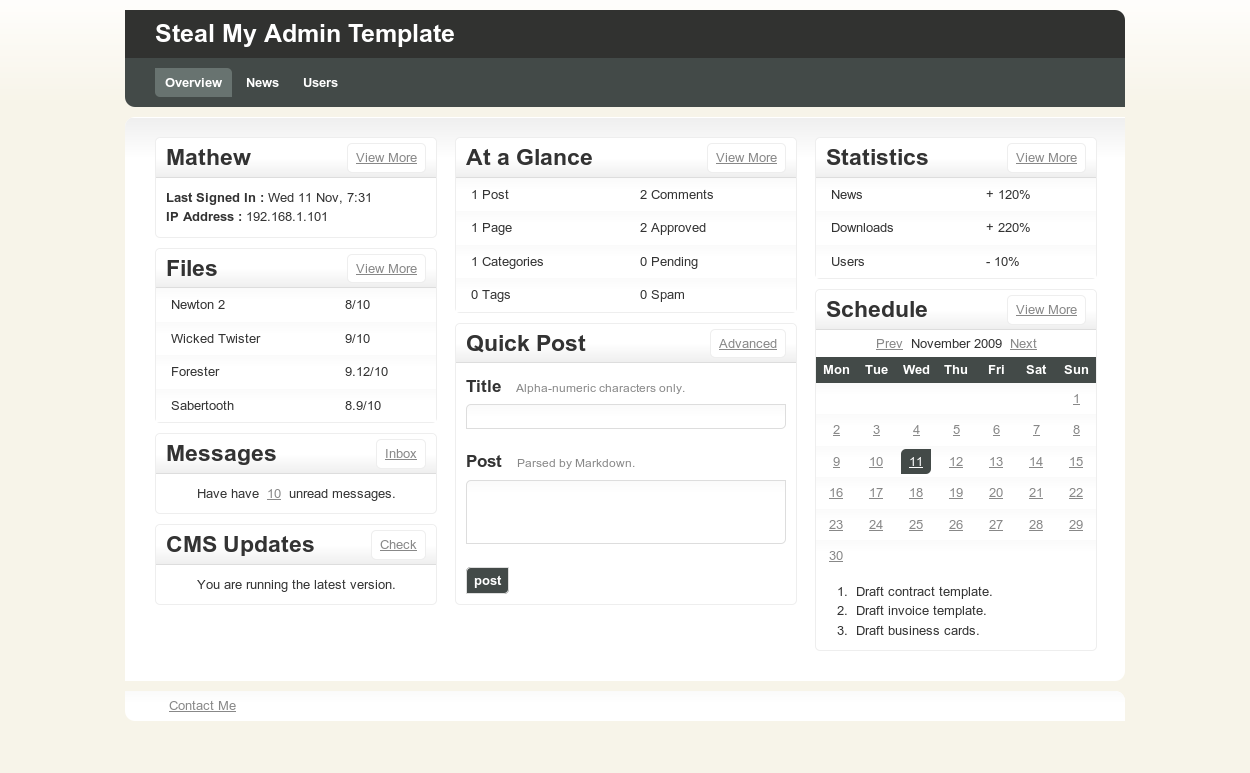 Steal My Admin Template
Overview News Users
Mathew View More
Last Signed In : Wed 11 Nov, 7:31
IP Address : 192.168.1.101
Files View More
Newton 2 8/10
Wicked Twister 9/10
Forester 9.12/10
Sabertooth 8.9/10
Messages Inbox
Have have 10 unread messages.
CMS Updates Check
You are running the latest version.
At a Glance View More
1 Post 2 Comments
1 Page 2 Approved
1 Categories 0 Pending
0 Tags 0 Spam
Quick Post Advanced
Title Alpha-numeric characters only.
Post Parsed by Markdown.
post
Statistics View More
News + 120%
Downloads + 220%
Users - 10%
Schedule View More
Prev November 2009 Next
Mon Tue Wed Thu Fri Sat Sun
1
2 3 4 5 6 7 8
9 10 11 12 13 14 15
16 17 18 19 20 21 22
23 24 25 26 27 28 29
30
1. Draft contract template.
2. Draft invoice template.
3. Draft business cards.
Contact Me